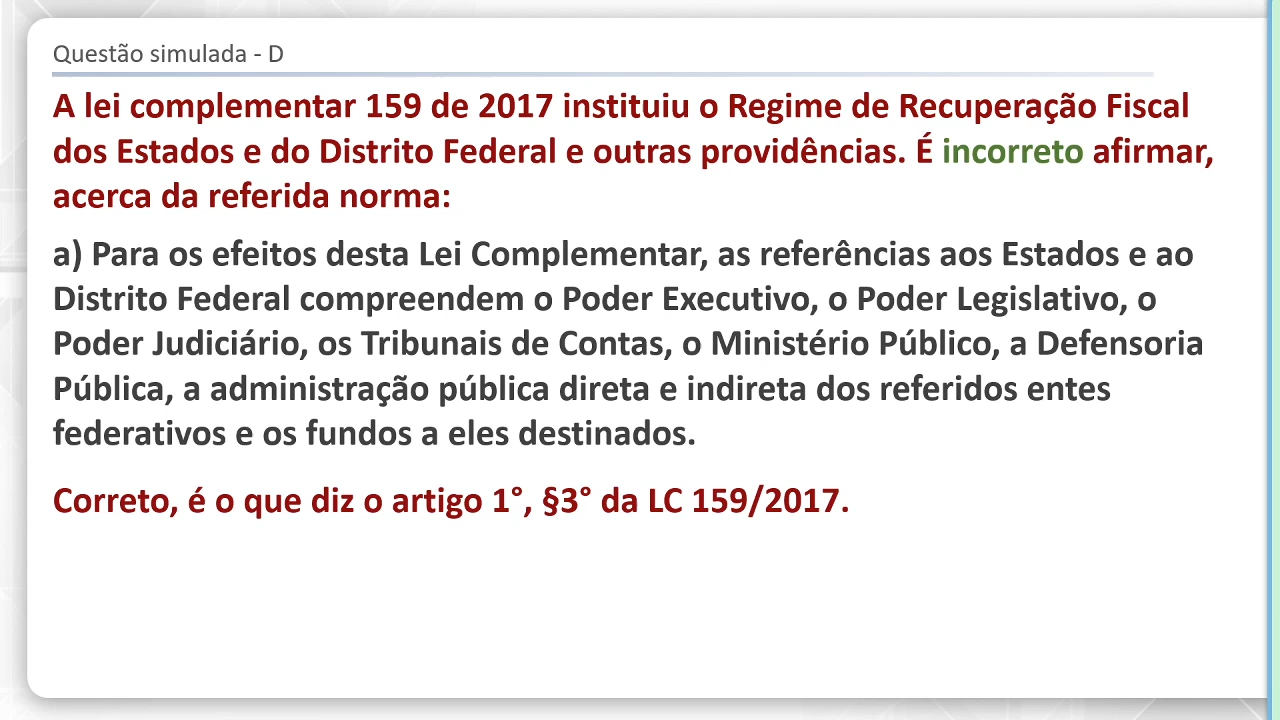 Questão simulada - D
A lei complementar 159 de 2017 instituiu o Regime de Recuperação Fiscal
dos Estados e do Distrito Federal e outras providências. É incorreto afirmar,
acerca da referida norma:
a) Para os efeitos desta Lei Complementar, as referências aos Estados e ao
Distrito Federal compreendem o Poder Executivo, o Poder Legislativo, o
Poder Judiciário, os Tribunais de Contas, o Ministério Público, a Defensoria
Pública, a administração pública direta e indireta dos referidos entes
federativos e os fundos a eles destinados.
Correto, é o que diz o artigo 1°, §3° da LC 159/2017.